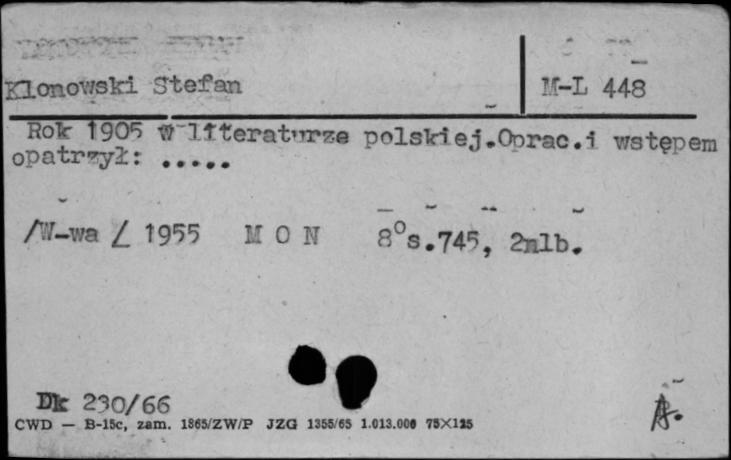 Klonowski Stefan
M-L 448
Rok 1905 w literaturze polskiej.Oprac.i wstępem
opatrzył: .....
/W-wa / 1955 M O N 8°s.745, 2nlb.
Dk 230/66
CWD — B-15c, zam. 1865/ZW/P JZG 1355/65 1.013.000 75X125